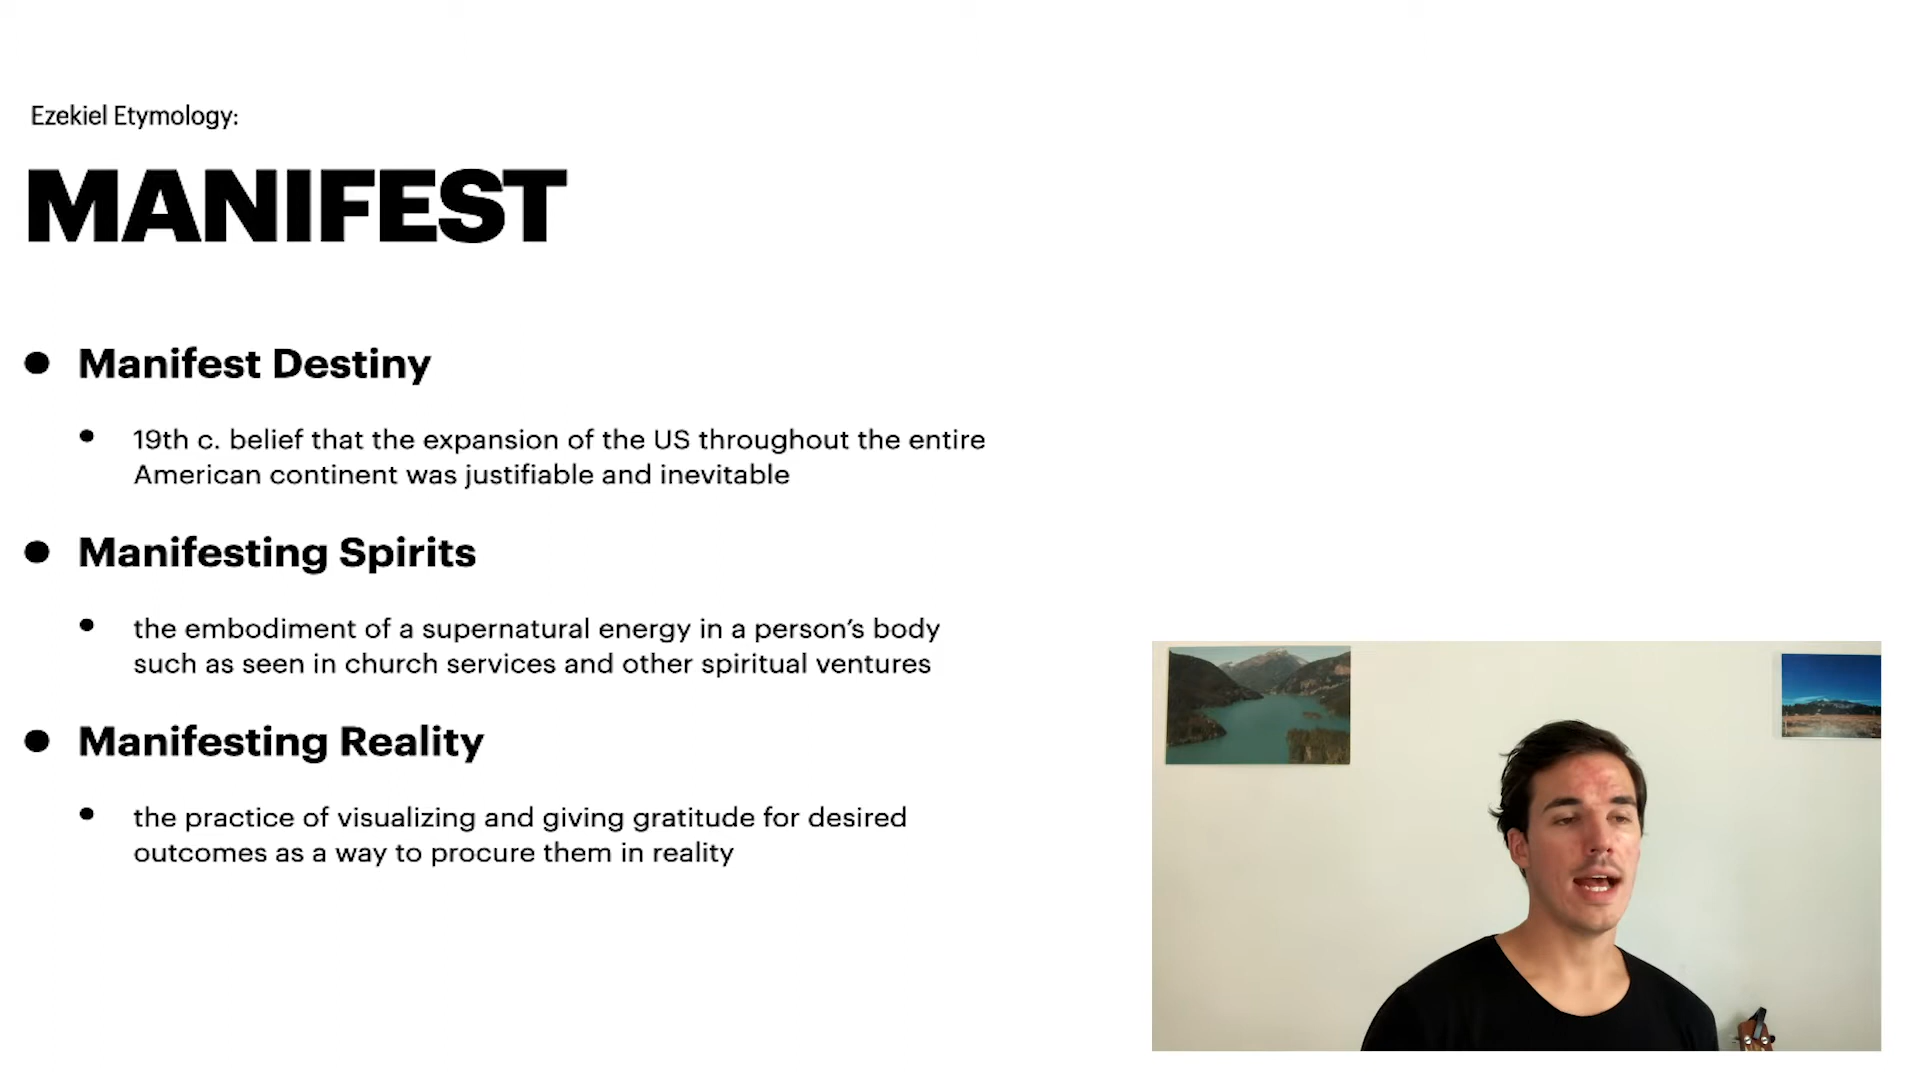 Ezekiel Etymology:
MANIFEST
• Manifest Destiny
• 19th c. belief that the expansion of the US throughout the entire
American continent was justifiable and inevitable
• Manifesting Spirits
• the embodiment of a supernatural energy in a person’s body
such as seen in church services and other spiritual ventures
• Manifesting Reality
• the practice of visualizing and giving gratitude for desired
outcomes as a way to procure them in reality